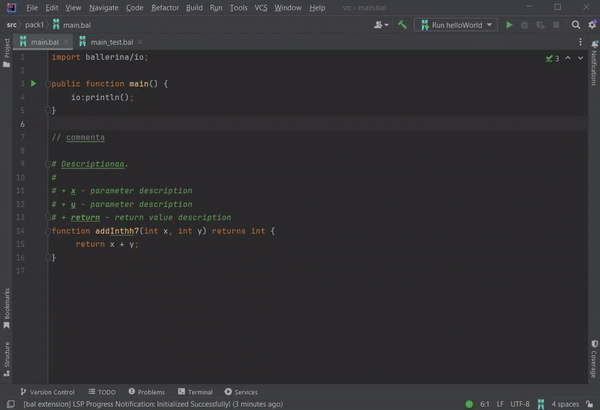 File Edit View Navigate Code Refactor Build Run Tools VCS Window Help src - main.bal
src pack1 main.bal Run helloWorld
main.bal main_test.bal
Project
Notifications
3
1 import ballerina/io;
2
3 public function main() {
4 io:println();
5 }
6
7 // commenta
8
9 # Descriptionaa.
10 #
11 # + x - parameter description
12 # + y - parameter description
13 # + return - return value description
14 function addInthh7(int x, int y) returns int {
15 return x + y;
16 }
17
Bookmarks
Structure
Coverage
Version Control TODO Problems Terminal Services
[bal extension] LSP Progress Notification: Initialized Successfully! (3 minutes ago) 6:1 LF UTF-8 4 spaces